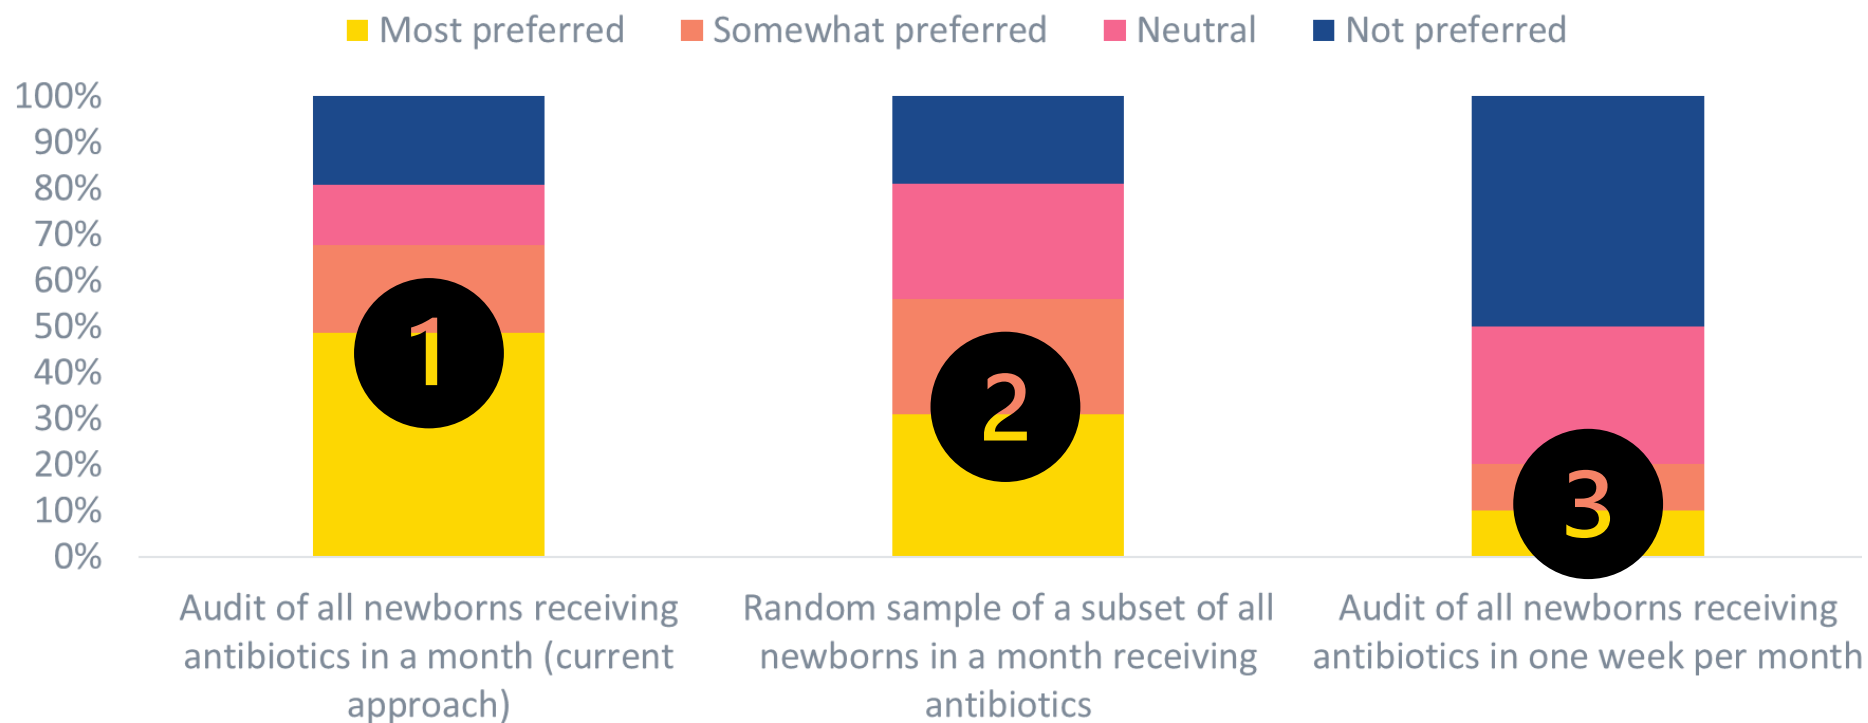 Most preferred Somewhat preferred Neutral Not preferred
100%
90%
80%
70%
60%
50%
40%
30%
20%
10%
0%
1
2
3
Audit of all newborns receiving
antibiotics in a month (current
approach)
Random sample of a subset of all
newborns in a month receiving
antibiotics
Audit of all newborns receiving
antibiotics in one week per month